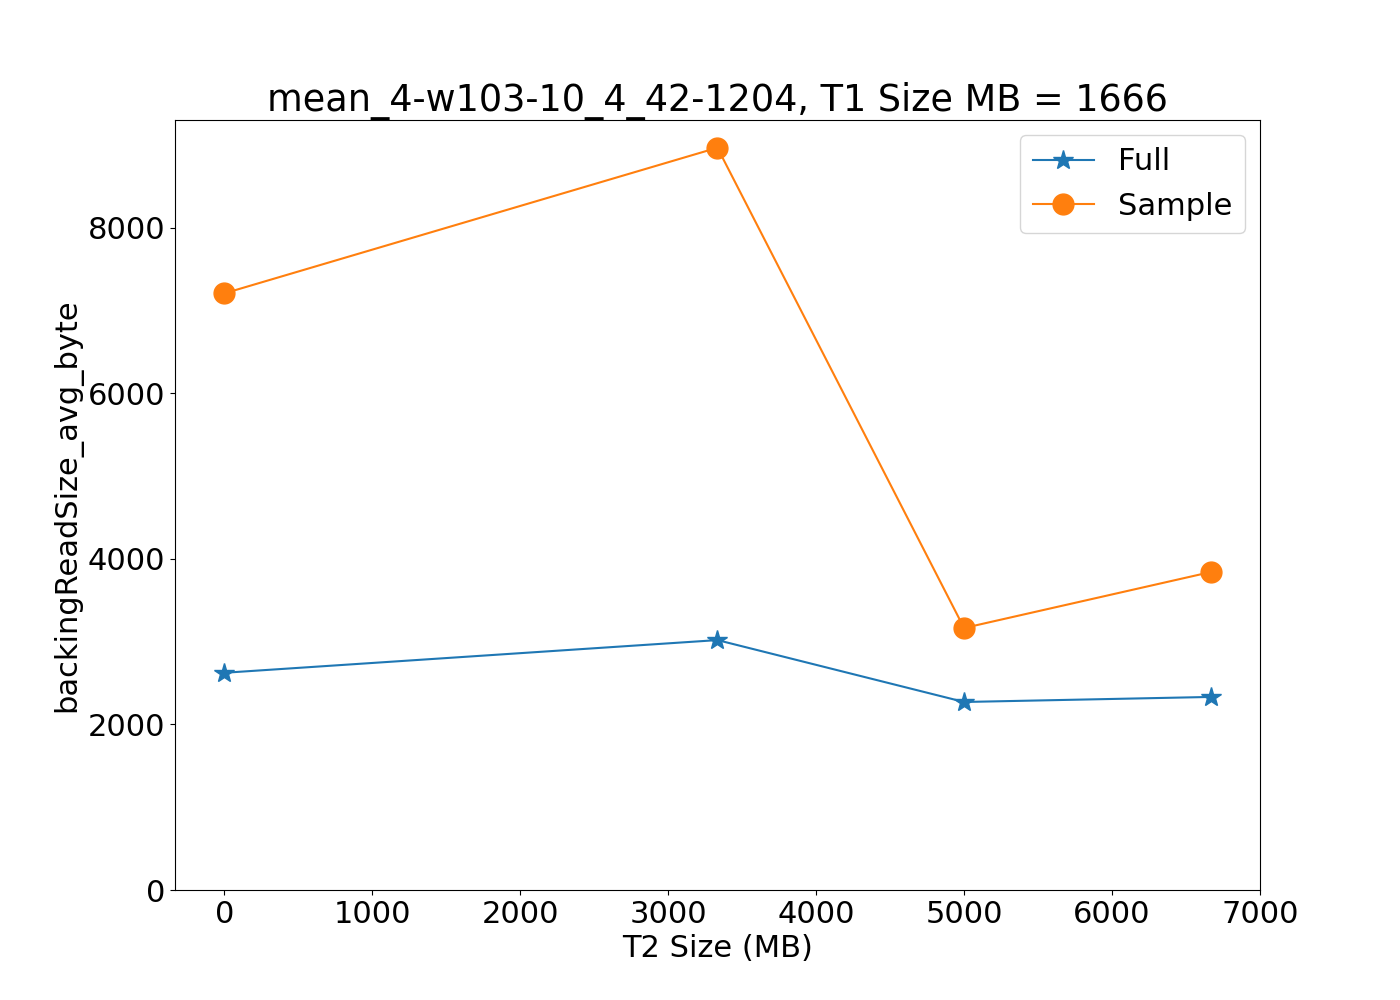 mean_4-w103-10_4_42-1204, T1 Size MB = 1666
Full
Sample
backingReadSize_avg_byte
8000
6000
4000
2000
0
0 1000 2000 3000 4000 5000 6000 7000
T2 Size (MB)